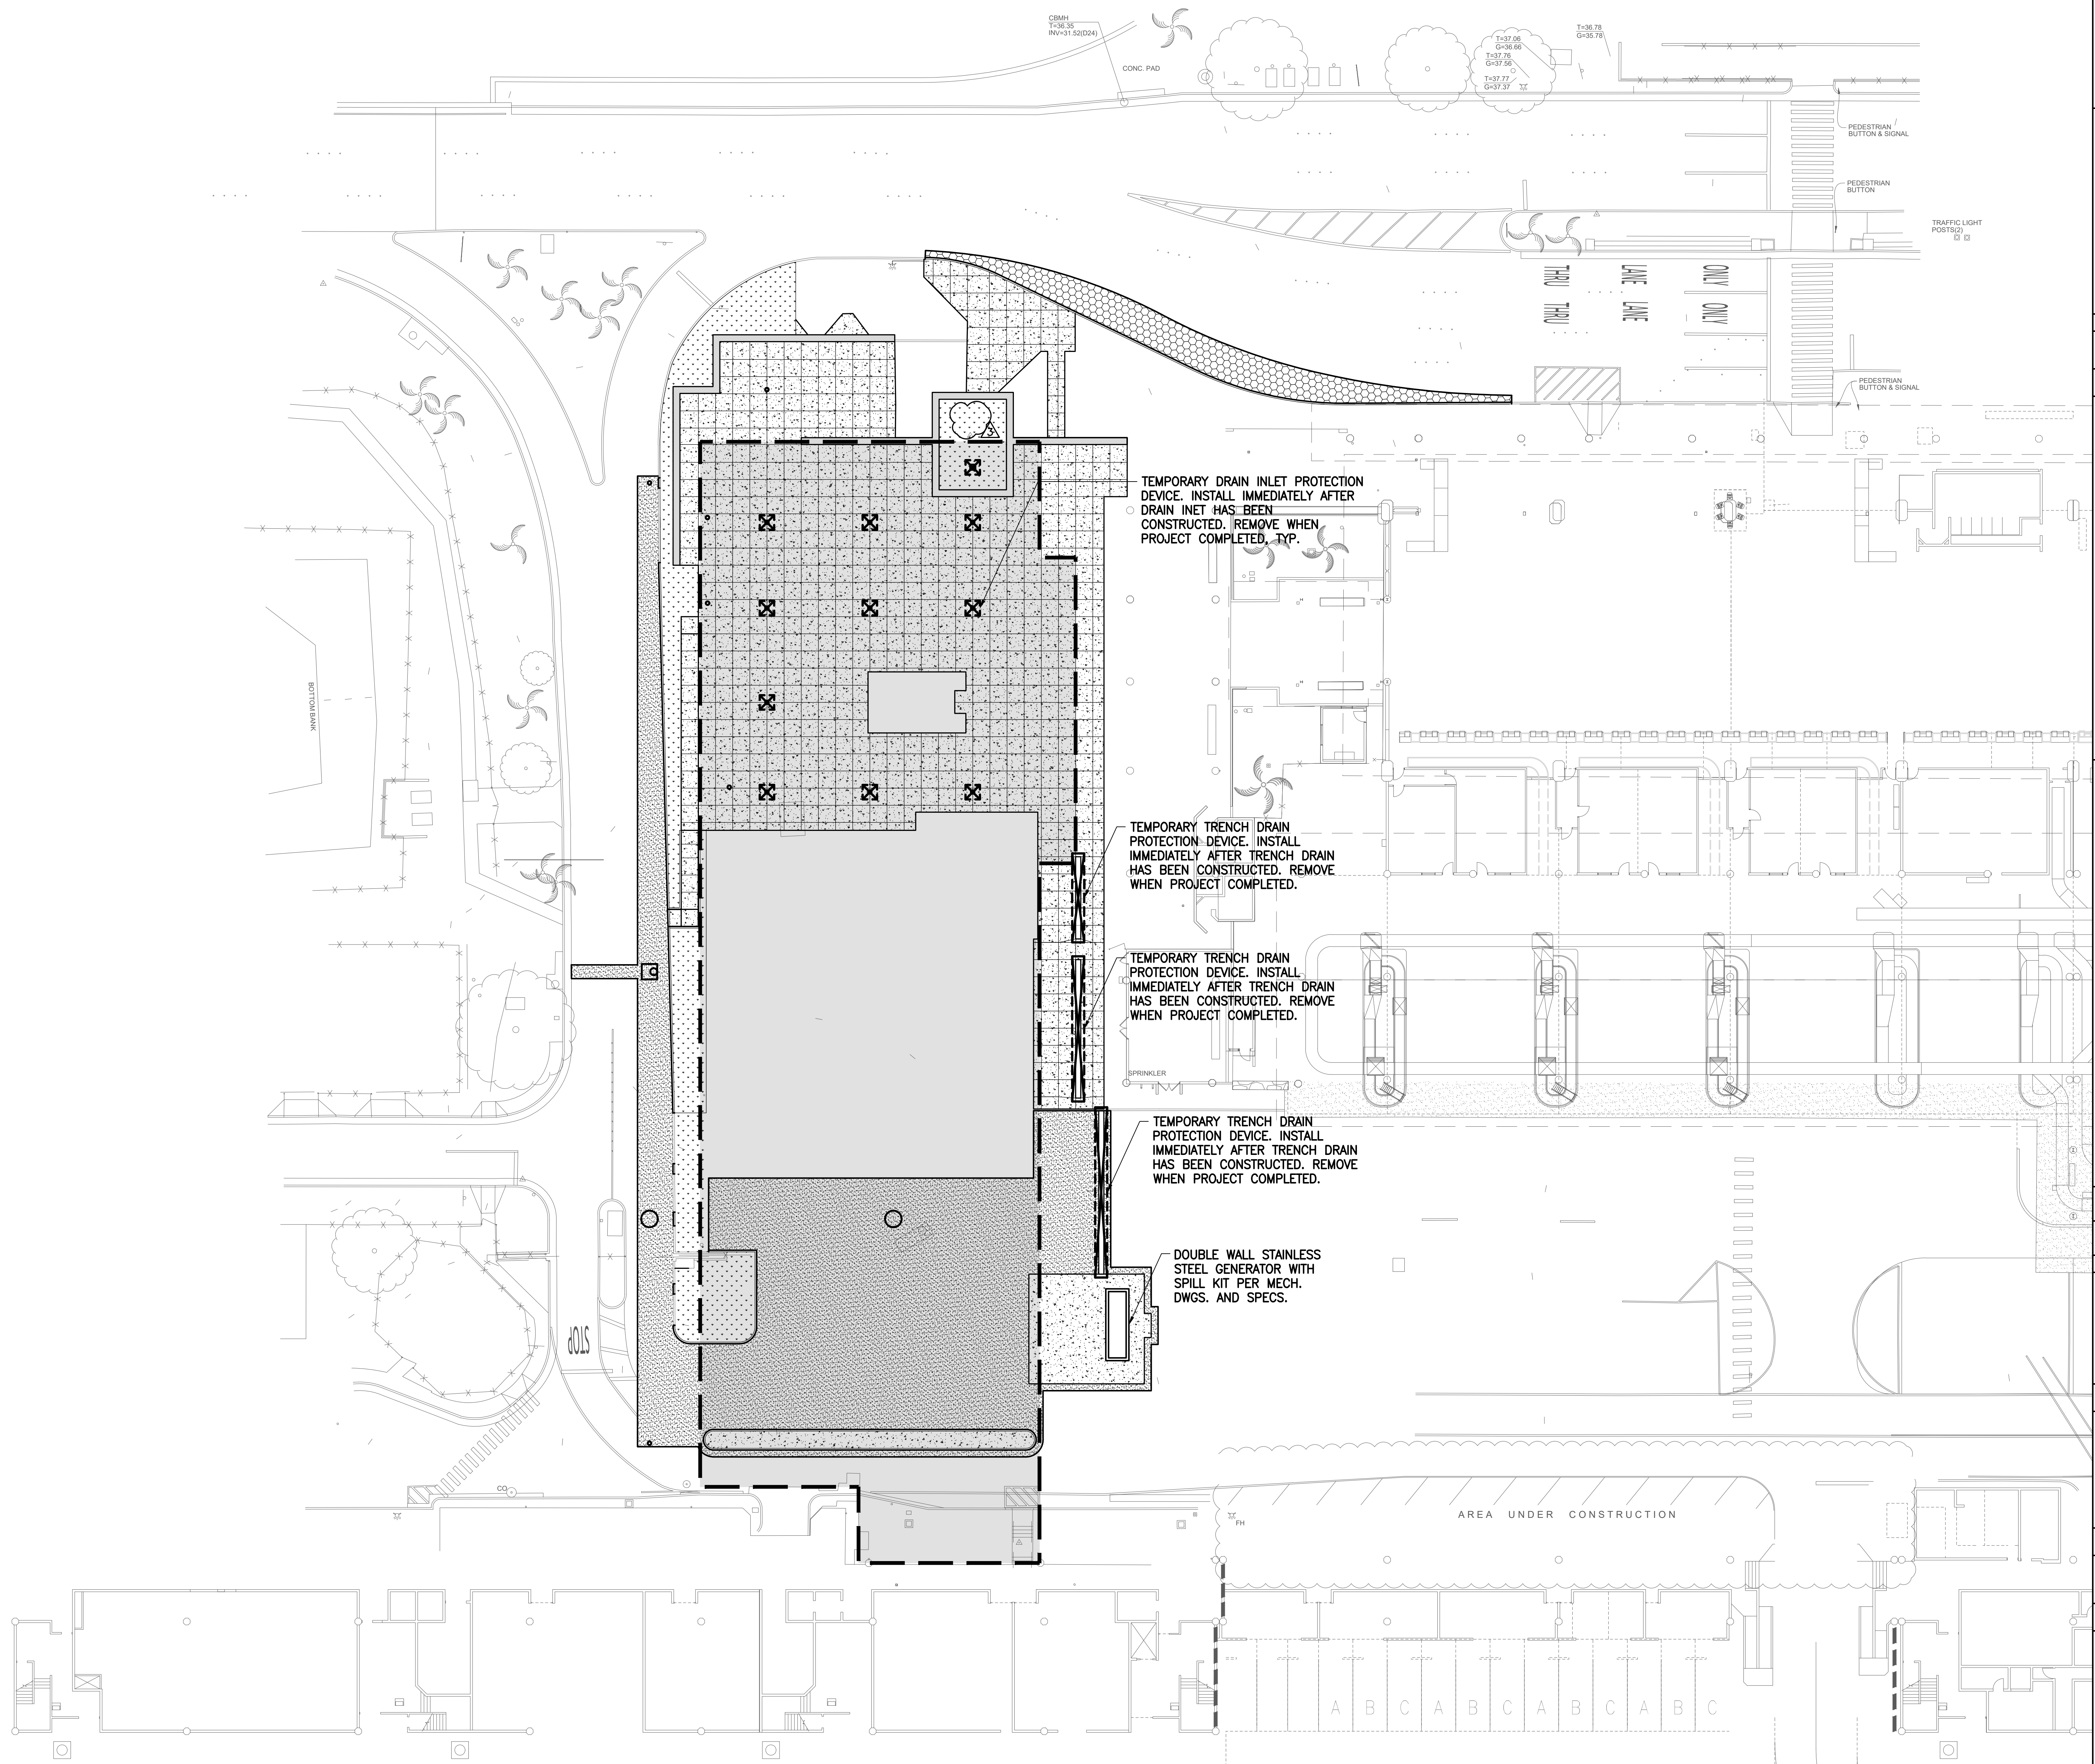 CBMH
T=36.35
INV=31.52(D24)
CONC. PAD
T=37.06
G=36.66
T=37.76
G=37.56
T=37.77
G=37.37
T=36.78
G=35.78
PEDESTRIAN
BUTTON & SIGNAL
PEDESTRIAN
BUTTON
TRAFFIC LIGHT
POSTS(2)
THRU THRU
LANE LANE
ONLY ONLY
PEDESTRIAN
BUTTON & SIGNAL
3
TEMPORARY DRAIN INLET PROTECTION
DEVICE. INSTALL IMMEDIATELY AFTER
DRAIN INET HAS BEEN
CONSTRUCTED. REMOVE WHEN
PROJECT COMPLETED, TYP.
BOTTOM BANK
TEMPORARY TRENCH DRAIN
PROTECTION DEVICE. INSTALL
IMMEDIATELY AFTER TRENCH DRAIN
HAS BEEN CONSTRUCTED. REMOVE
WHEN PROJECT COMPLETED.
TEMPORARY TRENCH DRAIN
PROTECTION DEVICE. INSTALL
IMMEDIATELY AFTER TRENCH DRAIN
HAS BEEN CONSTRUCTED. REMOVE
WHEN PROJECT COMPLETED.
SPRINKLER
TEMPORARY TRENCH DRAIN
PROTECTION DEVICE. INSTALL
IMMEDIATELY AFTER TRENCH DRAIN
HAS BEEN CONSTRUCTED. REMOVE
WHEN PROJECT COMPLETED.
DOUBLE WALL STAINLESS
STEEL GENERATOR WITH
SPILL KIT PER MECH.
DWGS. AND SPECS.
STOP
CO
FH
AREA UNDER CONSTRUCTION
A B C A B C A B C A B C